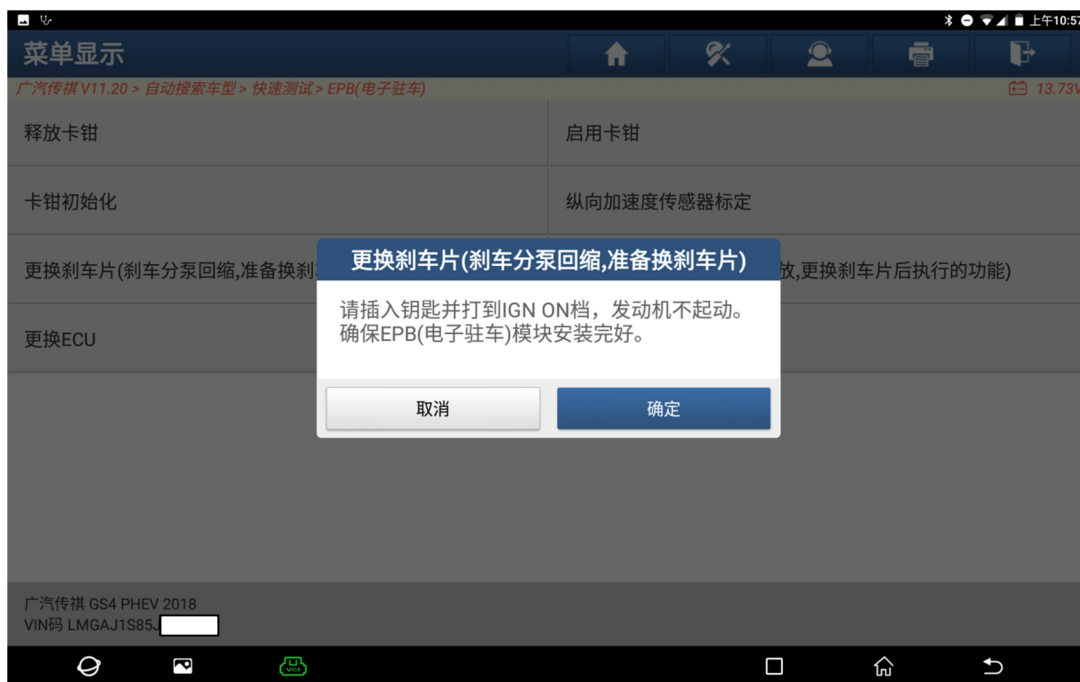 上午10:57
菜单显示
广汽传祺 V11.20 > 自动搜索车型 > 快速测试 > EPB(电子驻车)
13.73V
释放卡钳
启用卡钳
卡钳初始化
纵向加速度传感器标定
更换刹车片(刹车分泵回缩,准备换刹
放,更换刹车片后执行的功能)
更换ECU
更换刹车片(刹车分泵回缩,准备换刹车片)
请插入钥匙并打到IGN ON档，发动机不起动。
确保EPB(电子驻车)模块安装完好。
取消
确定
广汽传祺 GS4 PHEV 2018
VIN码 LMGAJ1S85J
VCI